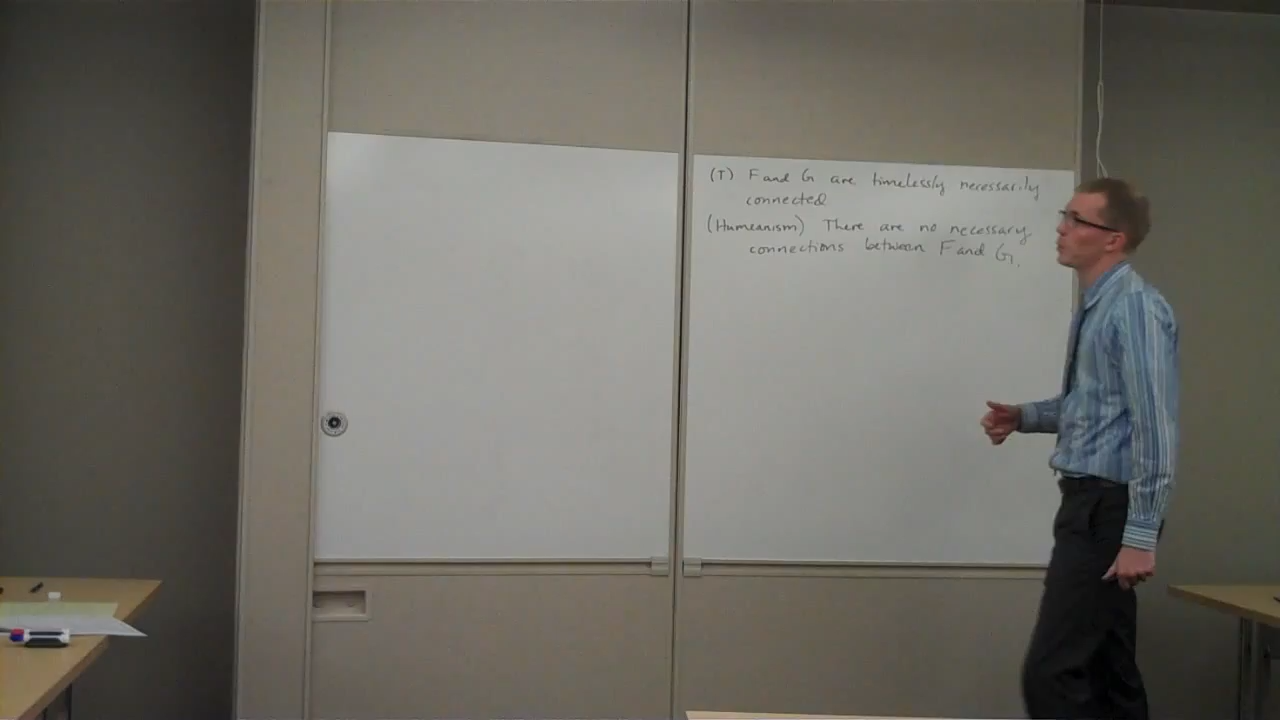 (T) F and G are timelessly necessarily
connected
(Humeanism) There are no necessary
connections between F and G.